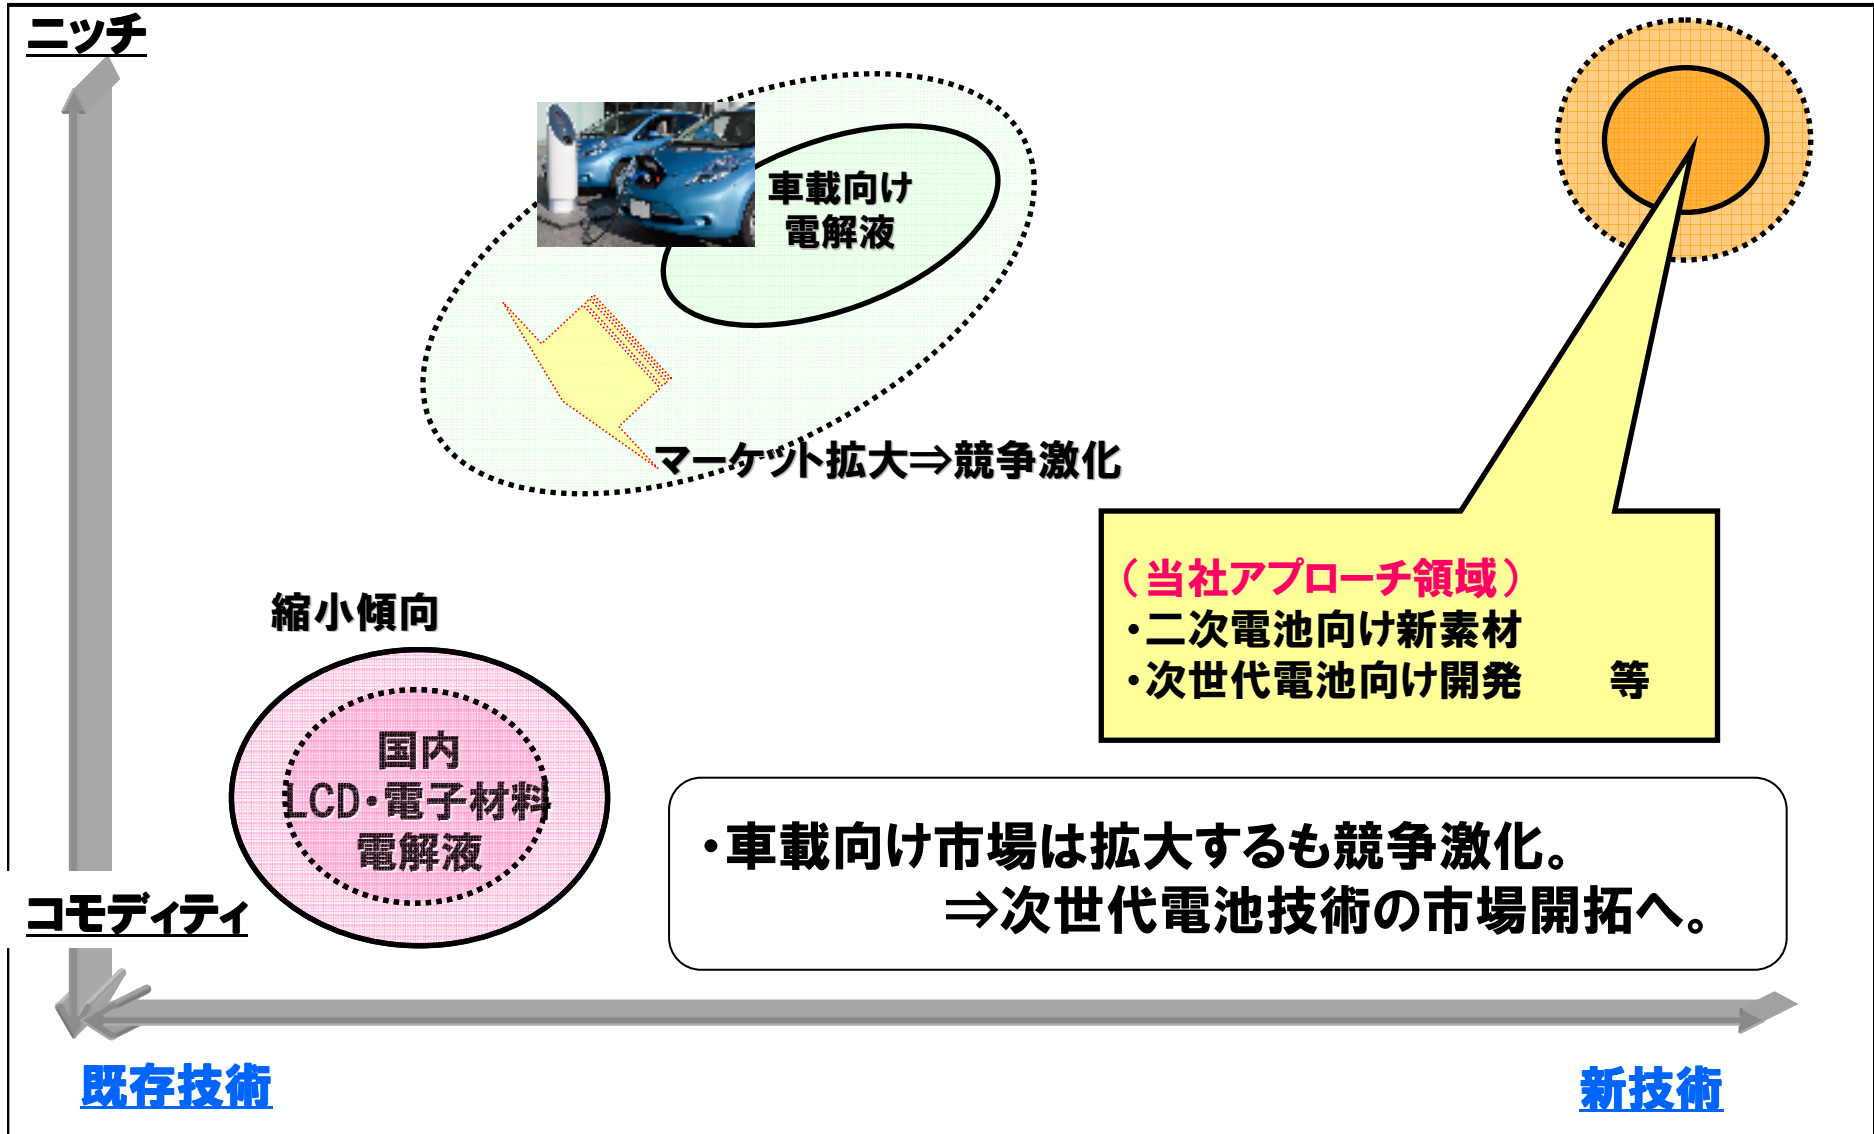 ニッチ
車載向け
電解液
マーケット拡大⇒競争激化
(当社アプローチ領域)
・二次電池向け新素材
・次世代電池向け開発　　等
縮小傾向
国内
LCD・電子材料
電解液
・車載向け市場は拡大するも競争激化。
⇒次世代電池技術の市場開拓へ。
コモディティ
既存技術
新技術